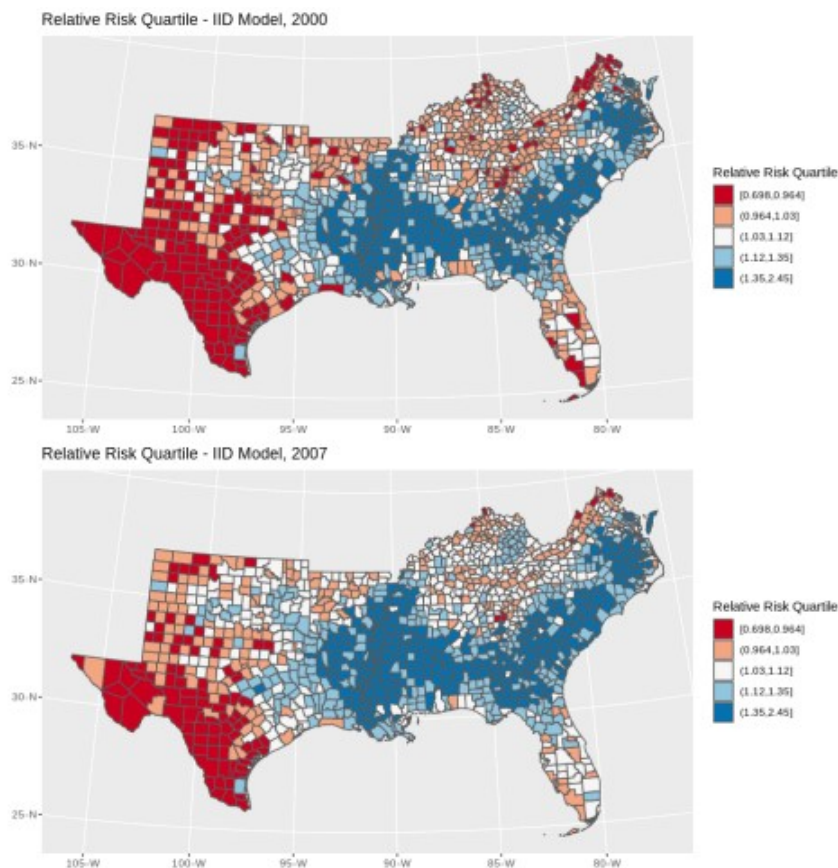 Relative Risk Quartile - IID Model, 2000
35°N
30°N
25°N
105°W
100°W
95°W
90°W
85°W
80°W
Relative Risk Quartile
[0.698,0.964]
(0.964,1.03]
(1.03,1.12]
(1.12,1.35]
(1.35,2.45]
Relative Risk Quartile - IID Model, 2007
35°N
30°N
25°N
105°W
100°W
95°W
90°W
85°W
80°W
Relative Risk Quartile
[0.698,0.964]
(0.964,1.03]
(1.03,1.12]
(1.12,1.35]
(1.35,2.45]